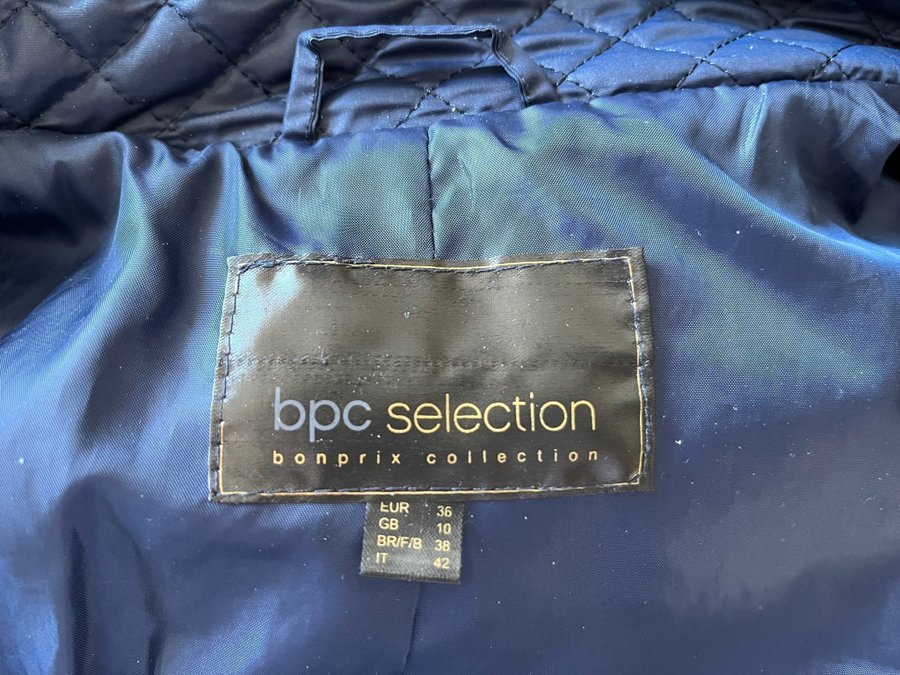 bpc selection
bonprix collection
EUR 36
GB 10
BR/F/B 38
IT 42